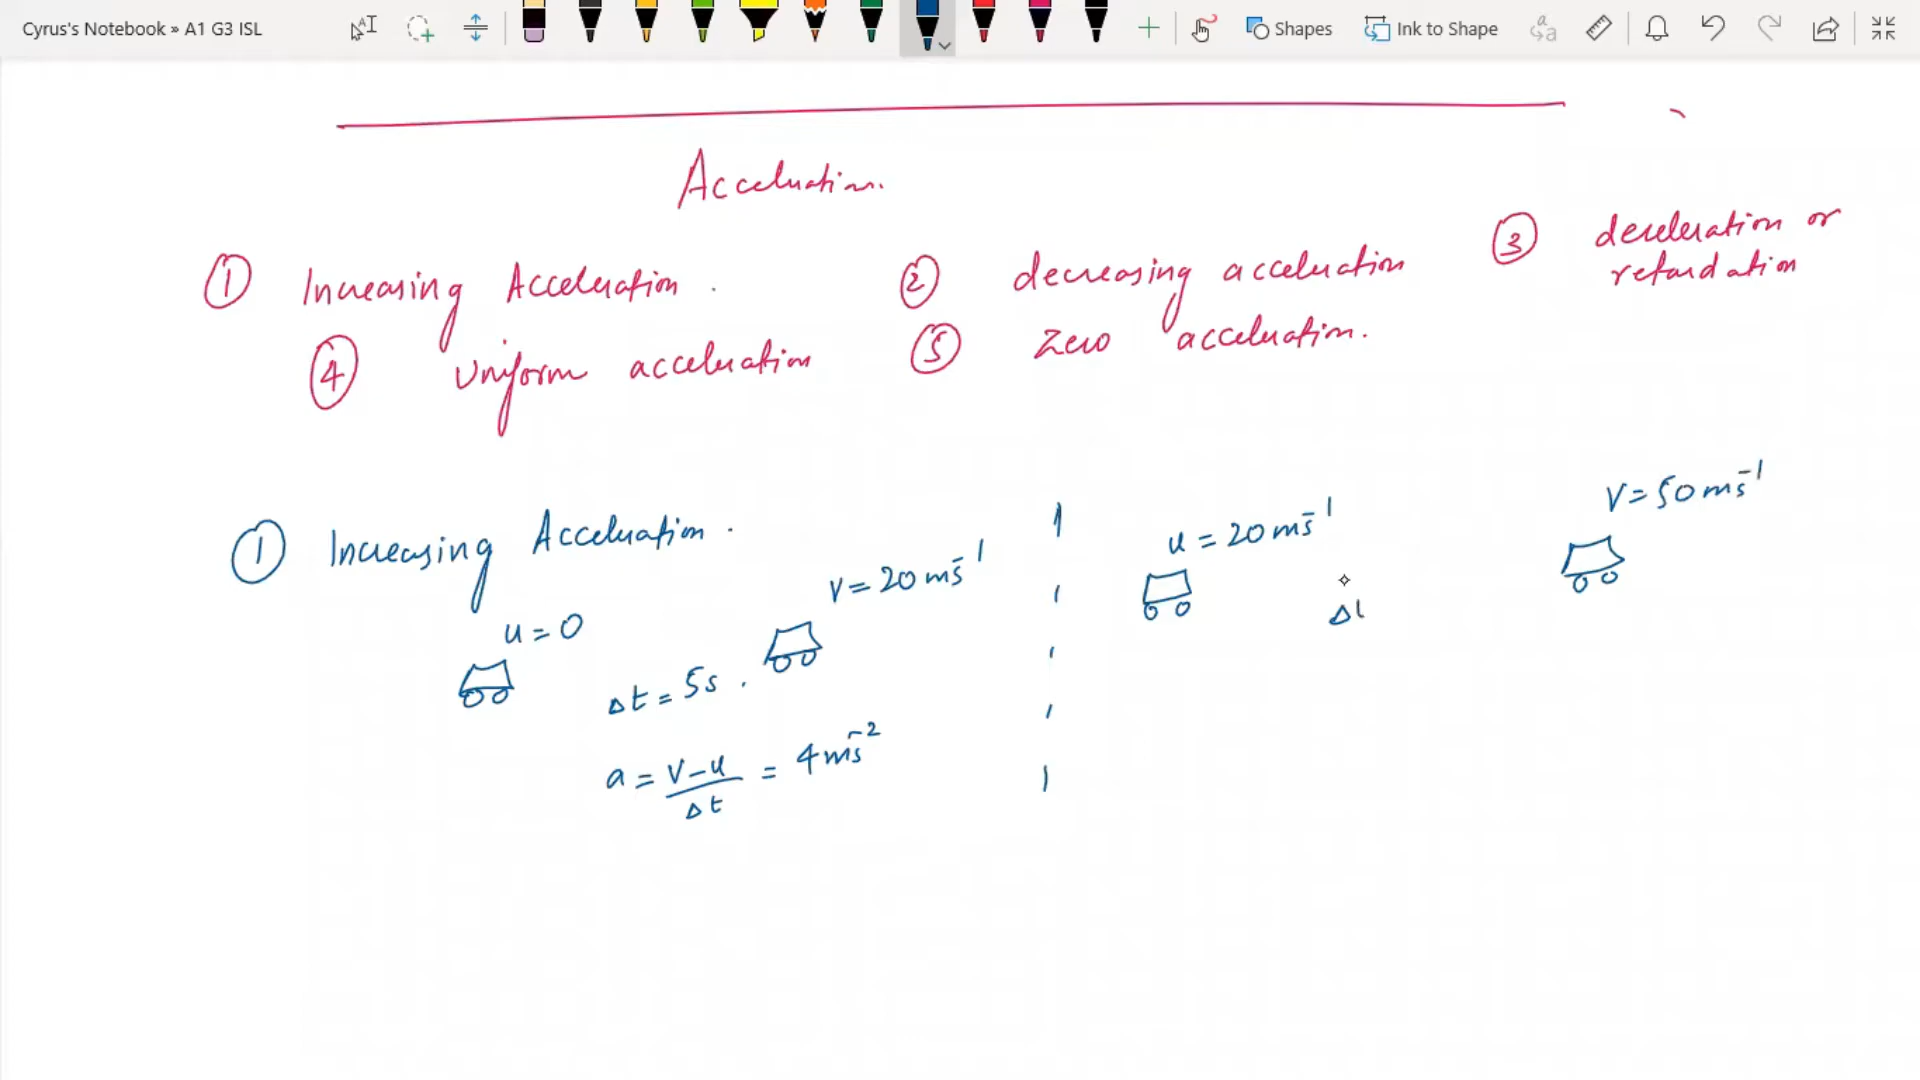 Cyrus's Notebook » A1 G3 ISL
Shapes
Ink to Shape
Acceleration.
① Increasing Acceleration.
② decreasing acceleration
③ deceleration or
retardation
④ Uniform acceleration
⑤ Zero acceleration.
① Increasing Acceleration.
u = 0
V = 20 ms⁻¹
Δt = 5s.
a = V-u/Δt = 4 ms⁻²
u = 20 ms⁻¹
V = 50 ms⁻¹
Δ